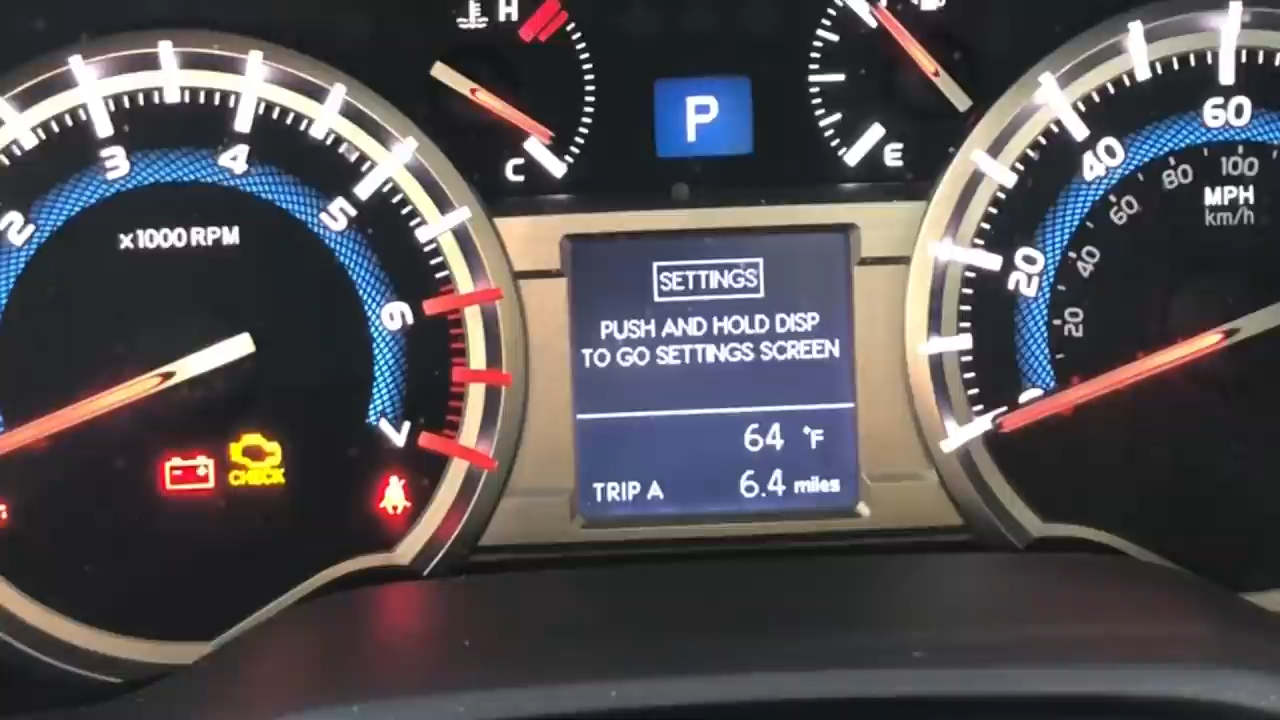 H
C
P
E
2
3
4
5
6
7
x1000 RPM
CHECK
SETTINGS
PUSH AND HOLD DISP
TO GO SETTINGS SCREEN
64 °F
TRIP A 6.4 miles
0
20
40
60
20
40
60
80
100
MPH
km/h